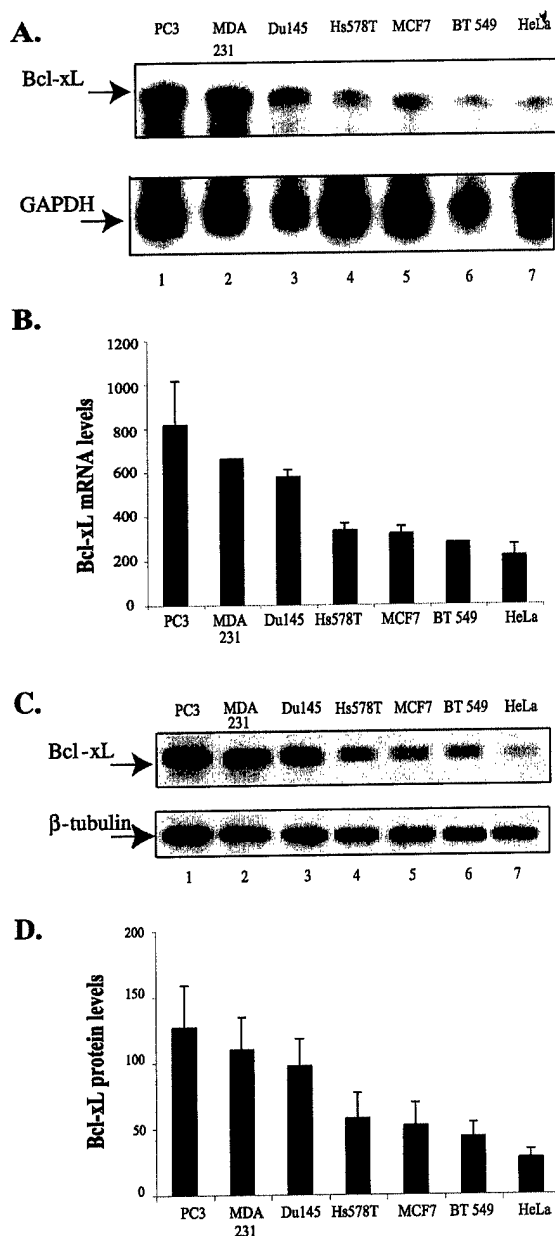 A.
PC3 MDA 231 Du145 Hs578T MCF7 BT 549 HeLa
Bcl-xL
GAPDH
1 2 3 4 5 6 7
B.
Bcl-xL mRNA levels
1200
1000
800
600
400
200
0
PC3 MDA 231 Du145 Hs578T MCF7 BT 549 HeLa
C.
PC3 MDA 231 Du145 Hs578T MCF7 BT 549 HeLa
Bcl-xL
β-tubulin
1 2 3 4 5 6 7
D.
Bcl-xL protein levels
200
150
100
50
0
PC3 MDA 231 Du145 Hs578T MCF7 BT 549 HeLa